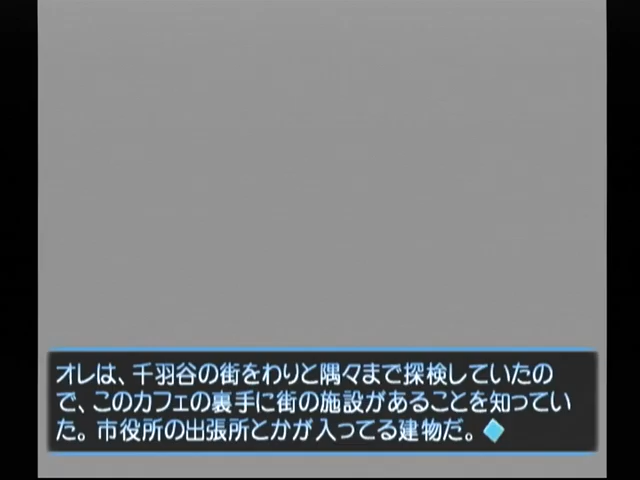 オレは、千羽谷の街をわりと隅々まで探検していたの
で、このカフェの裏手に街の施設があることを知ってい
た。市役所の出張所とかが入ってる建物だ。